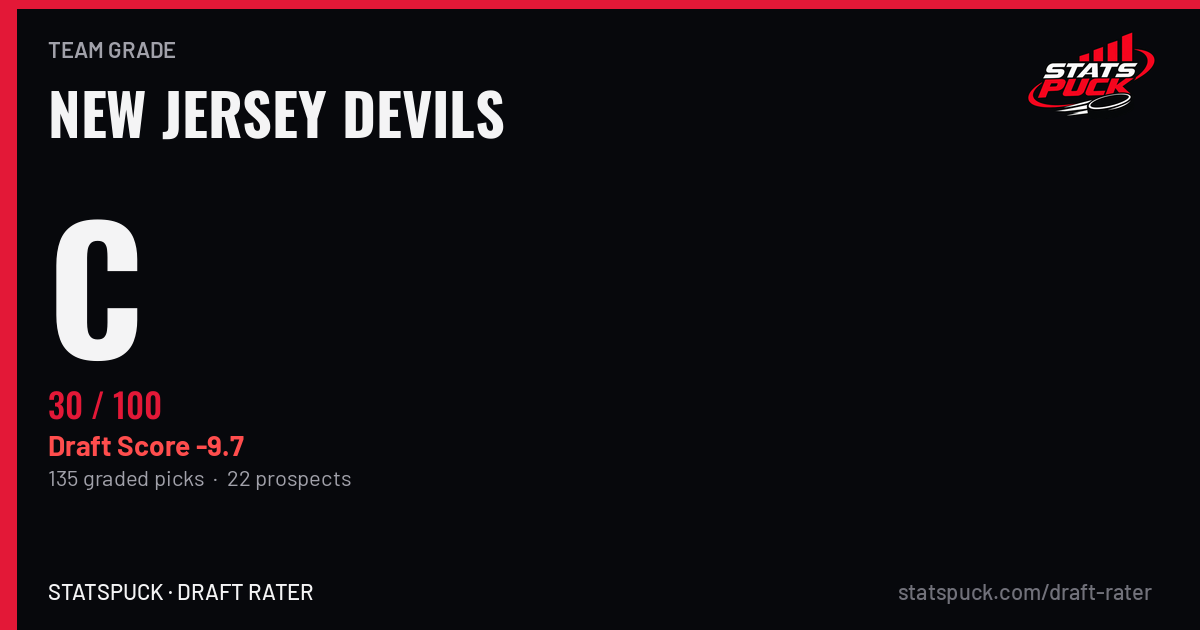 TEAM GRADE
STATS
PUCK
NEW JERSEY DEVILS
C
30 / 100
Draft Score -9.7
135 graded picks · 22 prospects
STATSPUCK · DRAFT RATER
statspuck.com/draft-rater